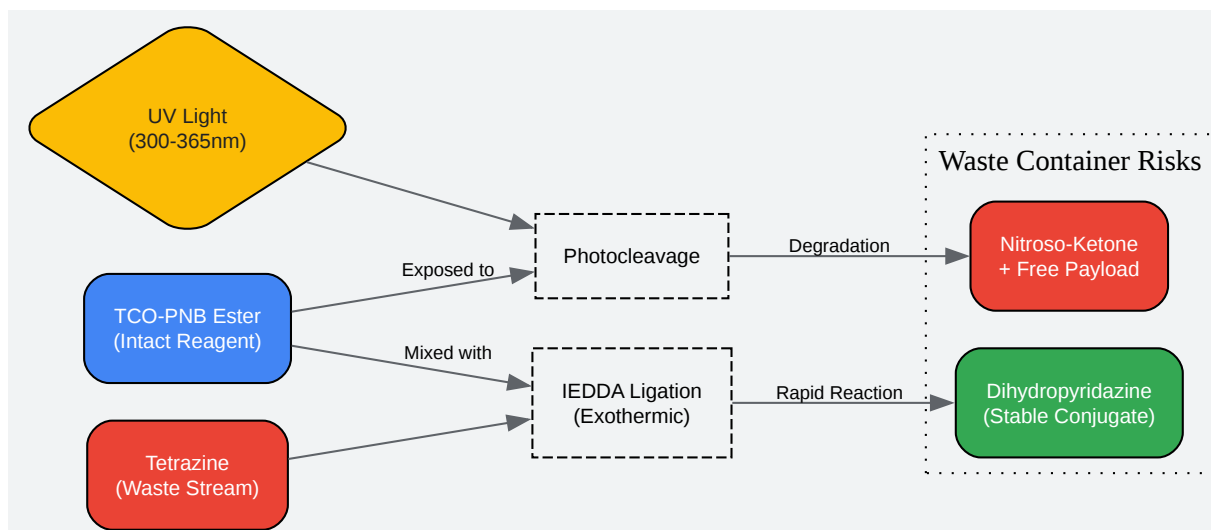 UV Light
(300-365nm)
Waste Container Risks
Photocleavage
Degradation
Nitroso-Ketone
+ Free Payload
Exposed to
TCO-PNB Ester
(Intact Reagent)
Mixed with
IEDDA Ligation
(Exothermic)
Rapid Reaction
Dihydropyridazine
(Stable Conjugate)
Tetrazine
(Waste Stream)